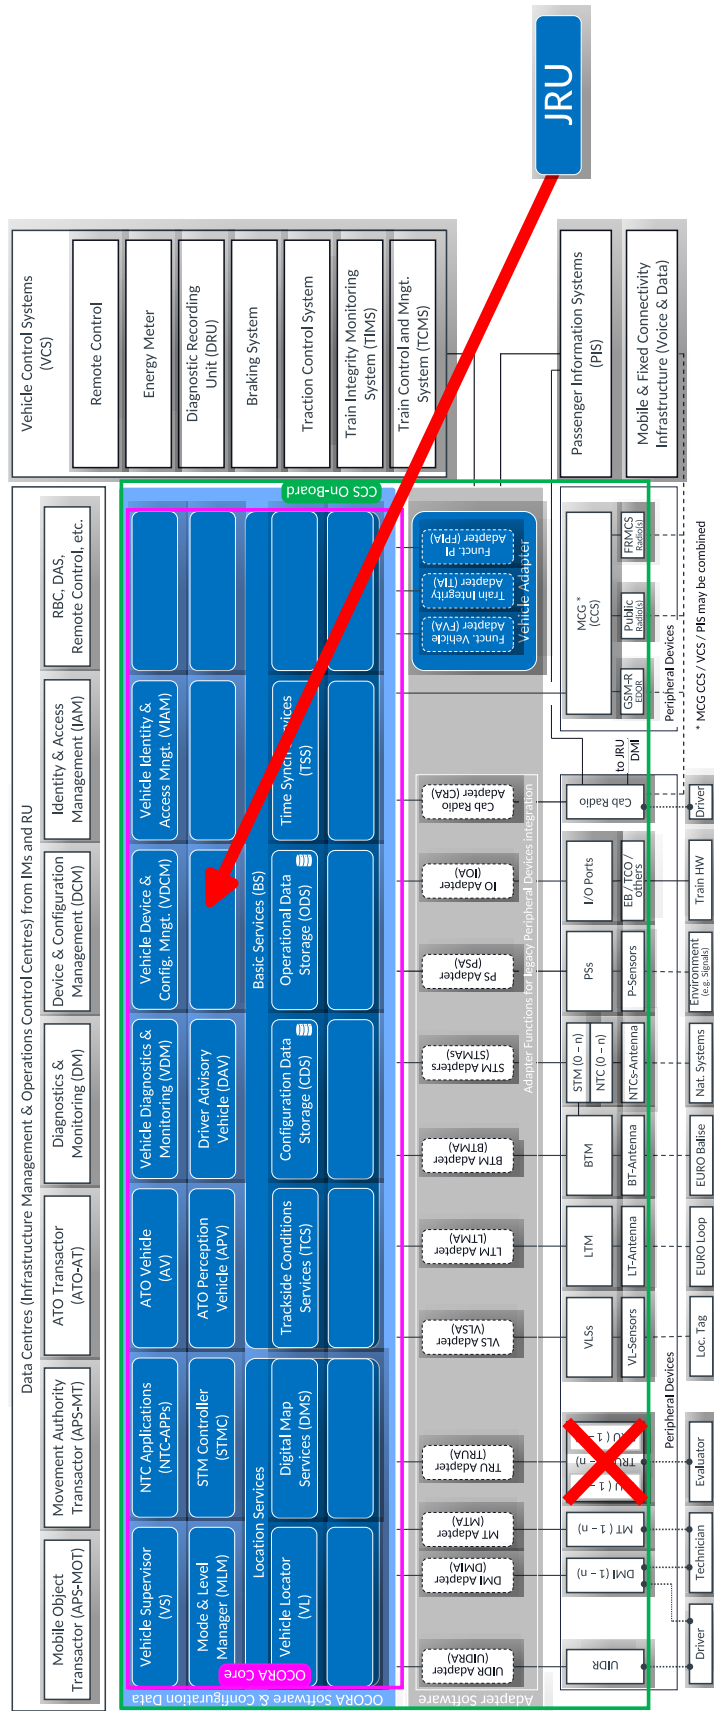 JRU
Vehicle Control Systems
(VCS)
Remote Control
Energy Meter
Diagnostic Recording
Unit (DRU)
Braking System
Traction Control System
Train Integrity Monitoring
System (TIMS)
Train Control and Mngt.
System (TCMS)
Passenger Information Systems
(PIS)
Mobile & Fixed Connectivity
Infrastructure (Voice & Data)
Data Centres (Infrastructure Management & Operations Control Centres) from IMs and RU
Mobile Object
Transactor (APS-MOT)
Movement Authority
Transactor (APS-MT)
ATO Transactor
(ATO-AT)
Diagnostics &
Monitoring (DM)
Device & Configuration
Management (DCM)
Identity & Access
Management (IAM)
RBC, DAS,
Remote Control, etc.
CCS On-Board
OCORA Software & Configuration Data
OCORA Core
Vehicle Supervisor
(VS)
NTC Applications
(NTC-APPs)
ATO Vehicle
(AV)
Vehicle Diagnostics &
Monitoring (VDM)
Vehicle Device &
Config. Mngt. (VDCM)
Vehicle Identity &
Access Mngt. (VIAM)
Mode & Level
Manager (MLM)
STM Controller
(STMC)
ATO Perception
Vehicle (APV)
Driver Advisory
Vehicle (DAV)
Location Services
Basic Services (BS)
Vehicle Locator
(VL)
Digital Map
Services (DMS)
Trackside Conditions
Services (TCS)
Configuration Data
Storage (CDS)
Operational Data
Storage (ODS)
Time Synch Services
(TSS)
Adapter Software
UIDR Adapter
(UIDRA)
DMI Adapter
(DMIA)
MT Adapter
(MTA)
TRU Adapter
(TRUA)
VLS Adapter
(VLSA)
LTM Adapter
(LTMA)
BTM Adapter
(BTMA)
STM Adapters
(STMAs)
PS Adapter
(PSA)
IO Adapter
(IOA)
Cab Radio
Adapter (CRA)
Adapter Functions for legacy Peripheral Devices integration
Funct. Vehicle
Adapter (FVA)
Train Integrity
Adapter (TIA)
Funct. PI
Adapter (FPIA)
Vehicle Adapter
UIDR
DMI (1 – n)
MT (1 – n)
VLSs
VL-Sensors
LTM
LT-Antenna
BTM
BT-Antenna
STM (0 – n)
NTC (0 – n)
NTCs-Antenna
PSs
P-Sensors
I/O Ports
EB / TCO /
others
Cab Radio
to JRU
DMI
Peripheral Devices
MCG *
(CCS)
GSM-R
EDOR
Public
Radio(s)
FRMCS
Radio(s)
Peripheral Devices
Driver
Technician
Evaluator
Loc. Tag
EURO Loop
EURO Balise
Nat. Systems
Environment
(e.g. Signals)
Train HW
Driver
* MCG CCS / VCS / PIS may be combined